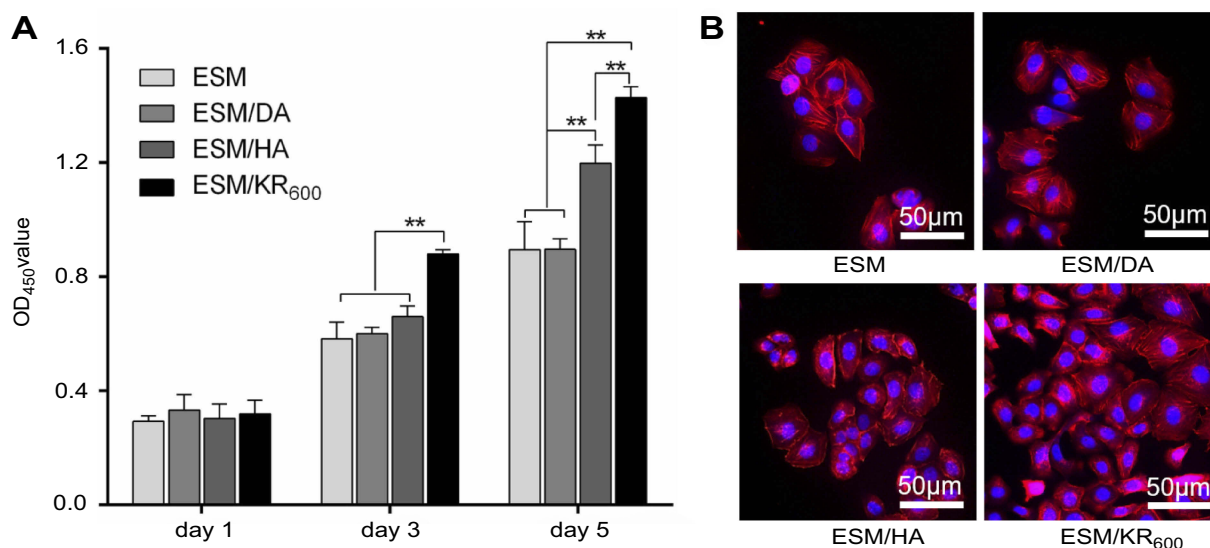 A
1.6
1.2
0.8
0.4
0.0
OD450value
ESM
ESM/DA
ESM/HA
ESM/KR600
**
**
**
**
day 1
day 3
day 5
B
50μm
50μm
ESM
ESM/DA
50μm
50μm
ESM/HA
ESM/KR600